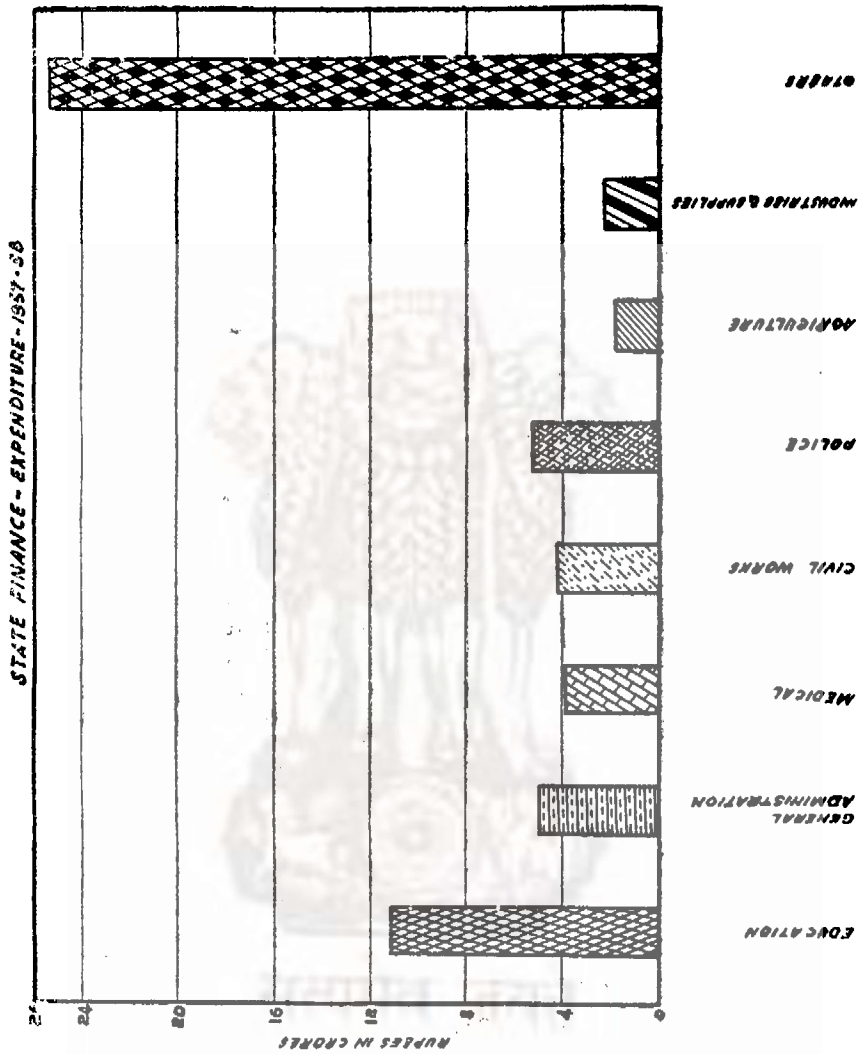 STATE FINANCE - EXPENDITURE - 1957-58
RUPEES IN CRORES
24
20
16
12
8
4
0
EDUCATION
GENERAL
ADMINISTRATION
MEDICAL
CIVIL WORKS
POLICE
AGRICULTURE
INDUSTRIES & SUPPLIES
OTHERS